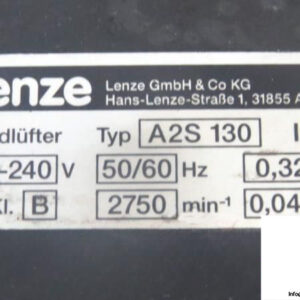 enze Lenze GmbH & Co KG
Hans-Lenze-Straße 1, 31855 A
dlüfter Typ A2S 130 I
-240 V 50/60 Hz 0,32
Kl. B 2750 min-1 0,04